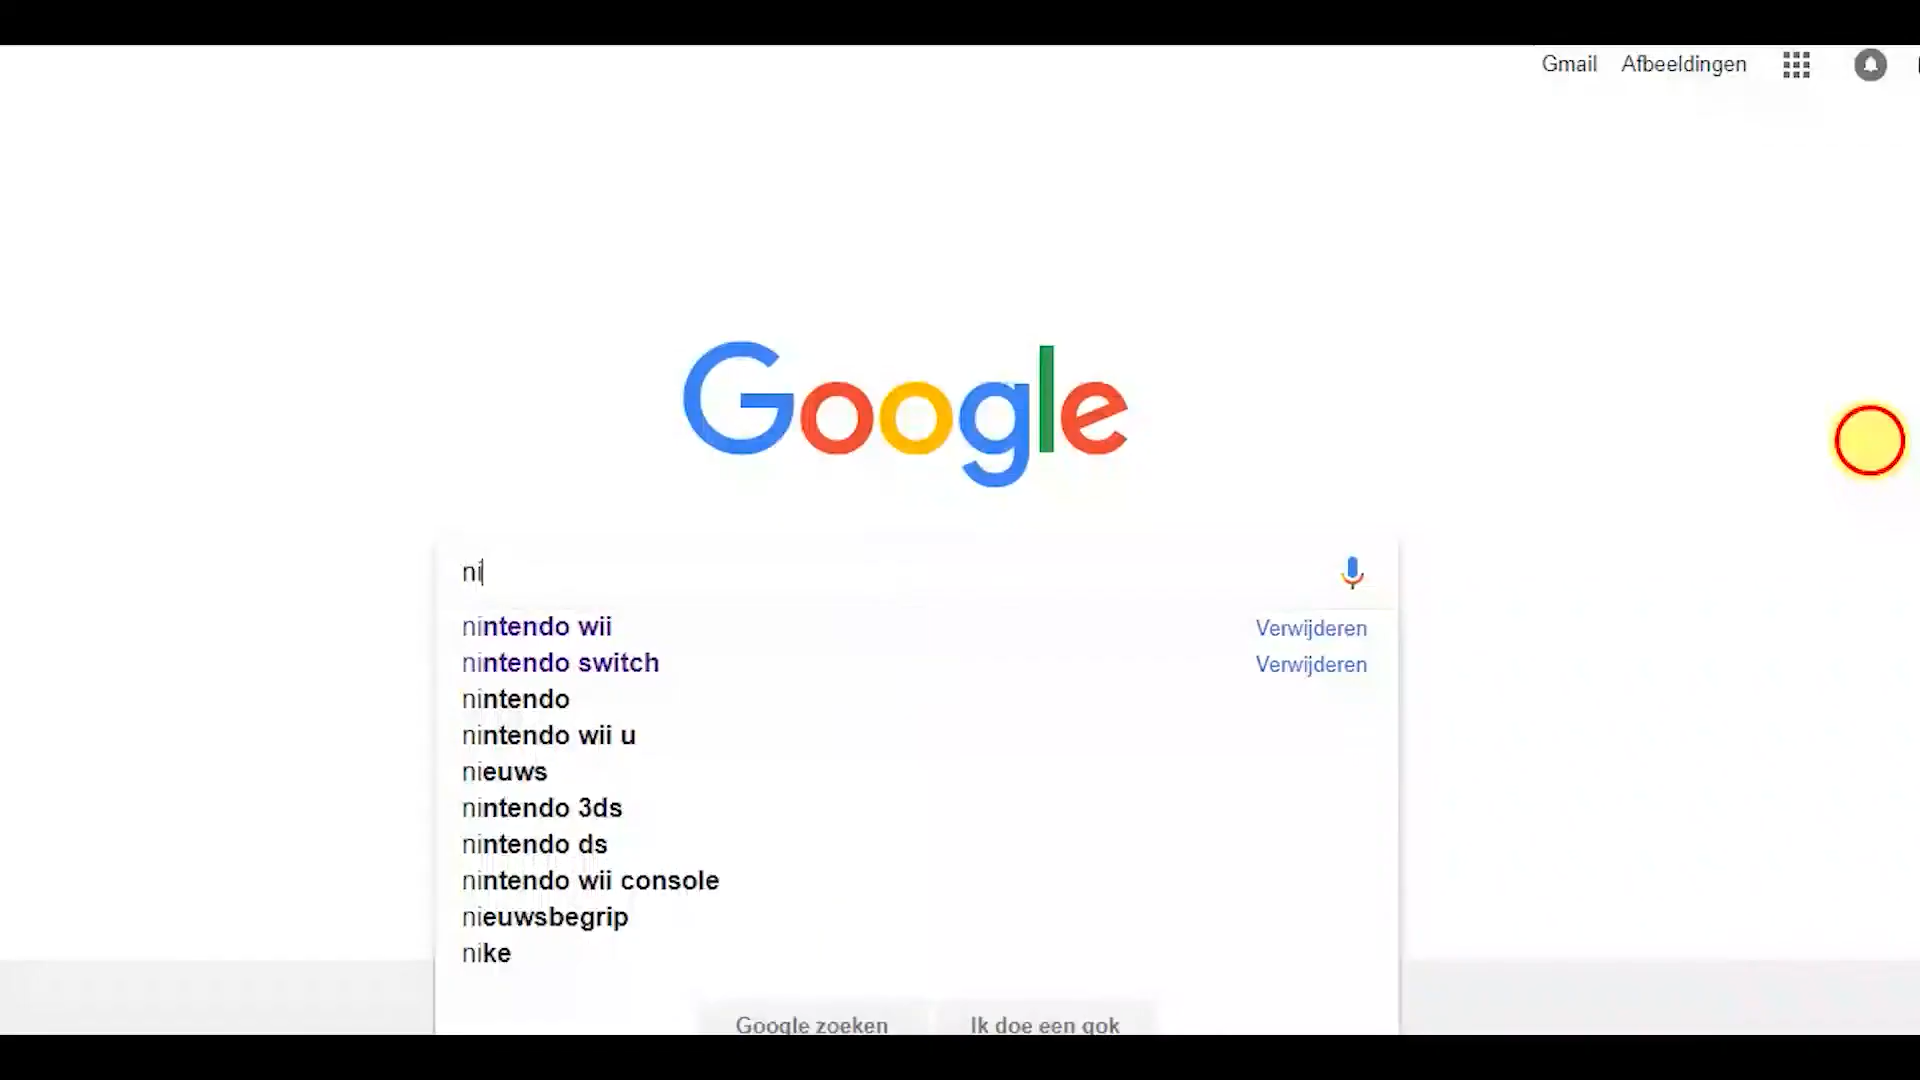 Gmail Afbeeldingen
Google
ni
nintendo wii Verwijderen
nintendo switch Verwijderen
nintendo
nintendo wii u
nieuws
nintendo 3ds
nintendo ds
nintendo wii console
nieuwsbegrip
nike
Google zoeken Ik doe een gok